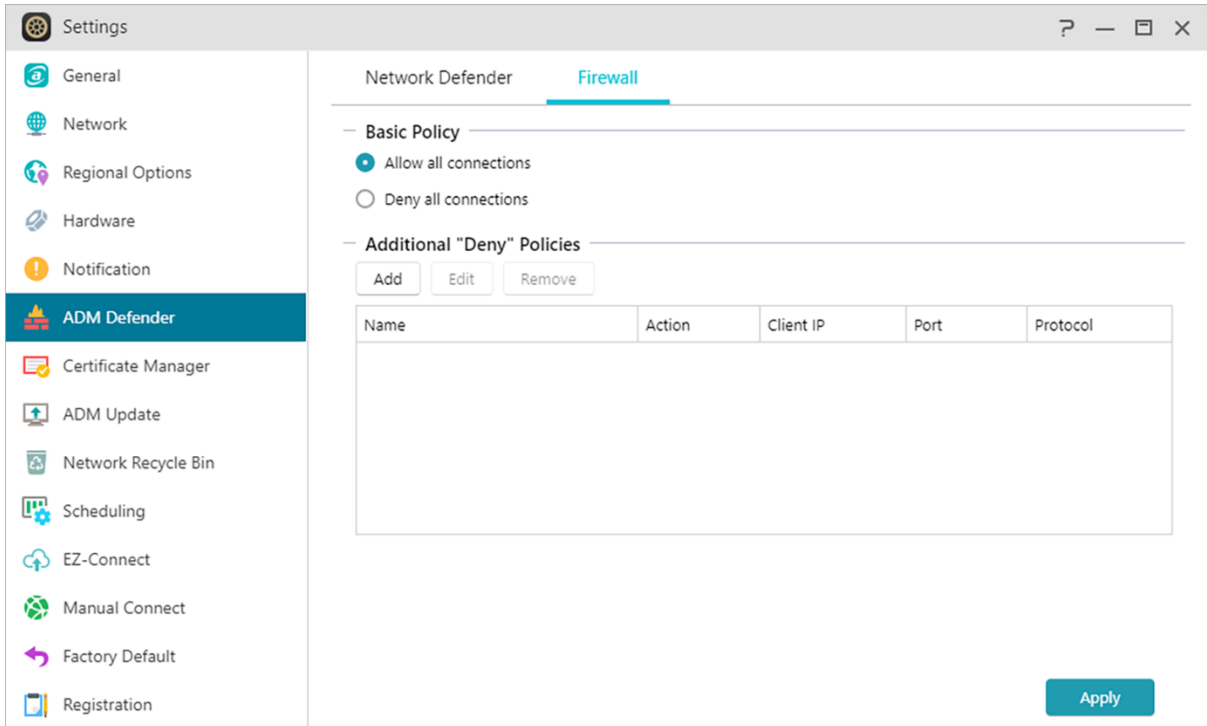 Settings
General
Network
Regional Options
Hardware
Notification
ADM Defender
Certificate Manager
ADM Update
Network Recycle Bin
Scheduling
EZ-Connect
Manual Connect
Factory Default
Registration
Network Defender Firewall
Basic Policy
Allow all connections
Deny all connections
Additional "Deny" Policies
Add Edit Remove
Name Action Client IP Port Protocol
Apply